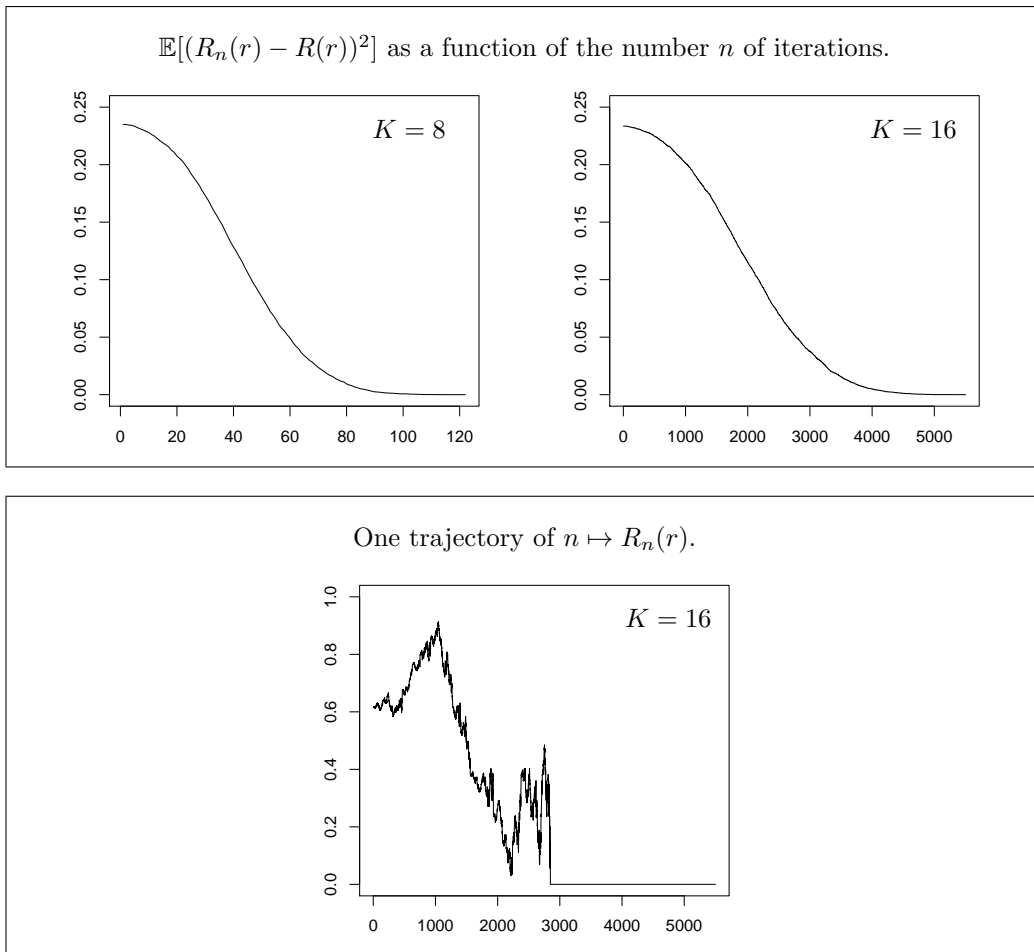 𝔼[(Rₙ(r) − R(r))²] as a function of the number n of iterations.
K = 8
0.25
0.20
0.15
0.10
0.05
0.00
0 20 40 60 80 100 120
K = 16
0.25
0.20
0.15
0.10
0.05
0.00
0 1000 2000 3000 4000 5000
One trajectory of n ↦ Rₙ(r).
K = 16
1.0
0.8
0.6
0.4
0.2
0.0
0 1000 2000 3000 4000 5000